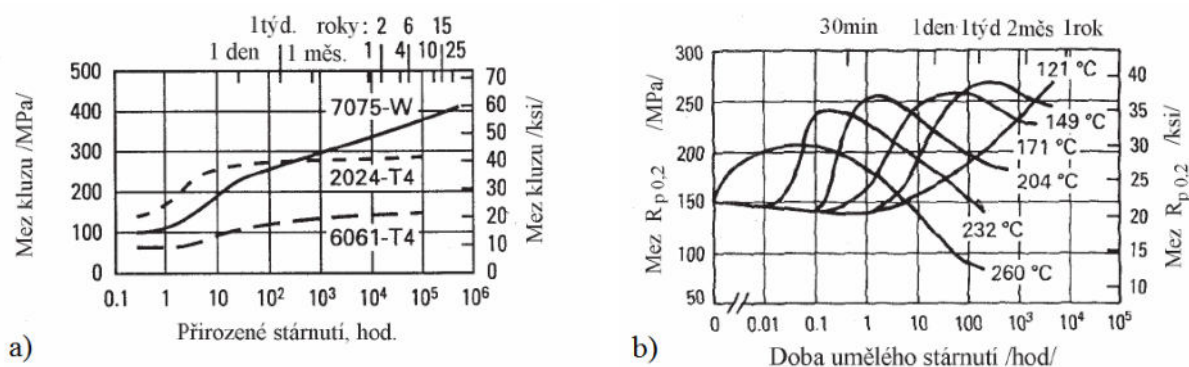 1týd. roky: 2 6 15
1 den 1 měs. 1 4 10 25
500
400
300
200
100
0
Mez kluzu /MPa/
7075-W
2024-T4
6061-T4
70
60
50
40
30
20
10
0
Mez kluzu /ksi/
0.1 1 10 10² 10³ 10⁴ 10⁵ 10⁶
Přirozené stárnutí, hod.
a)
30min 1den 1týd 2měs 1rok
300
250
200
150
100
50
Mez R p 0,2 /MPa/
121 °C
149 °C
171 °C
204 °C
232 °C
260 °C
40
35
30
25
20
15
10
Mez R p 0,2 /ksi/
0 0.01 0.1 1 10 100 10³ 10⁴ 10⁵
Doba umělého stárnutí /hod/
b)